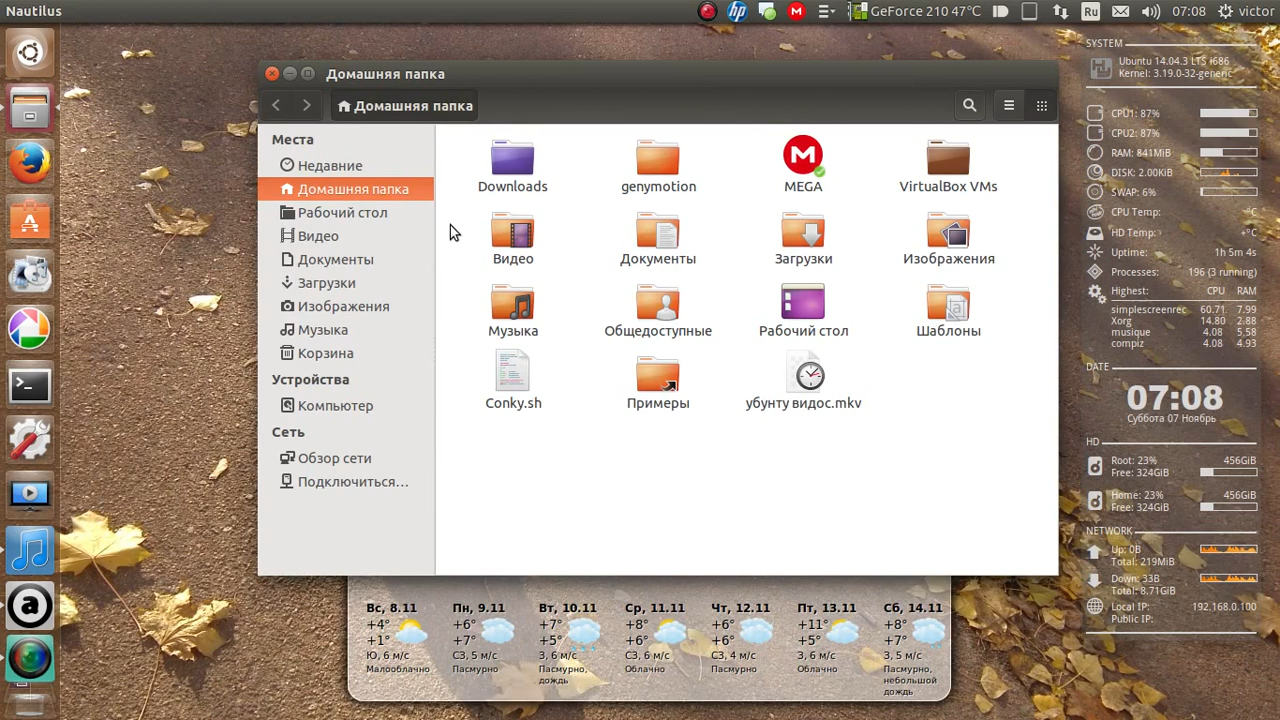 Nautilus
GeForce 210 47°C
Ru
07:08
victor
Домашняя папка
Домашняя папка
Места
Недавние
Домашняя папка
Рабочий стол
Видео
Документы
Загрузки
Изображения
Музыка
Корзина
Устройства
Компьютер
Сеть
Обзор сети
Подключиться…
Downloads
genymotion
MEGA
VirtualBox VMs
Видео
Документы
Загрузки
Изображения
Музыка
Общедоступные
Рабочий стол
Шаблоны
Conky.sh
Примеры
убунту видос.mkv
SYSTEM
Ubuntu 14.04.3 LTS i686
Kernel: 3.19.0-32-generic
CPU1: 87%
CPU2: 87%
RAM: 841MiB
DISK: 2.00KiB
SWAP: 6%
CPU Temp: °C
HD Temp: +°C
Uptime: 1h 5m 4s
Processes: 196 (3 running)
Highest: CPU RAM
simplescreenrec 60.71 7.99
Xorg 14.80 2.88
musique 4.08 5.58
compiz 4.08 4.93
DATE
07:08
Суббота 07 Ноябрь
HD
Root: 23% 456GiB
Free: 324GiB
Home: 23% 456GiB
Free: 324GiB
NETWORK
Up: 0B
Total: 219MiB
Down: 33B
Total: 8.71GiB
Local IP: 192.168.0.100
Public IP:
Вс, 8.11 Пн, 9.11 Вт, 10.11 Ср, 11.11 Чт, 12.11 Пт, 13.11 Сб, 14.11
+4° +6° +7° +8° +6° +11° +8°
+1° +7° +5° +6° +6° +5° +7°
Ю, 6 м/с СЗ, 5 м/с З, 6 м/с СЗ, 6 м/с СЗ, 4 м/с З, 6 м/с З, 5 м/с
Малооблачно Пасмурно Пасмурно, Облачно Пасмурно Облачно Пасмурно,
дождь небольшой
дождь